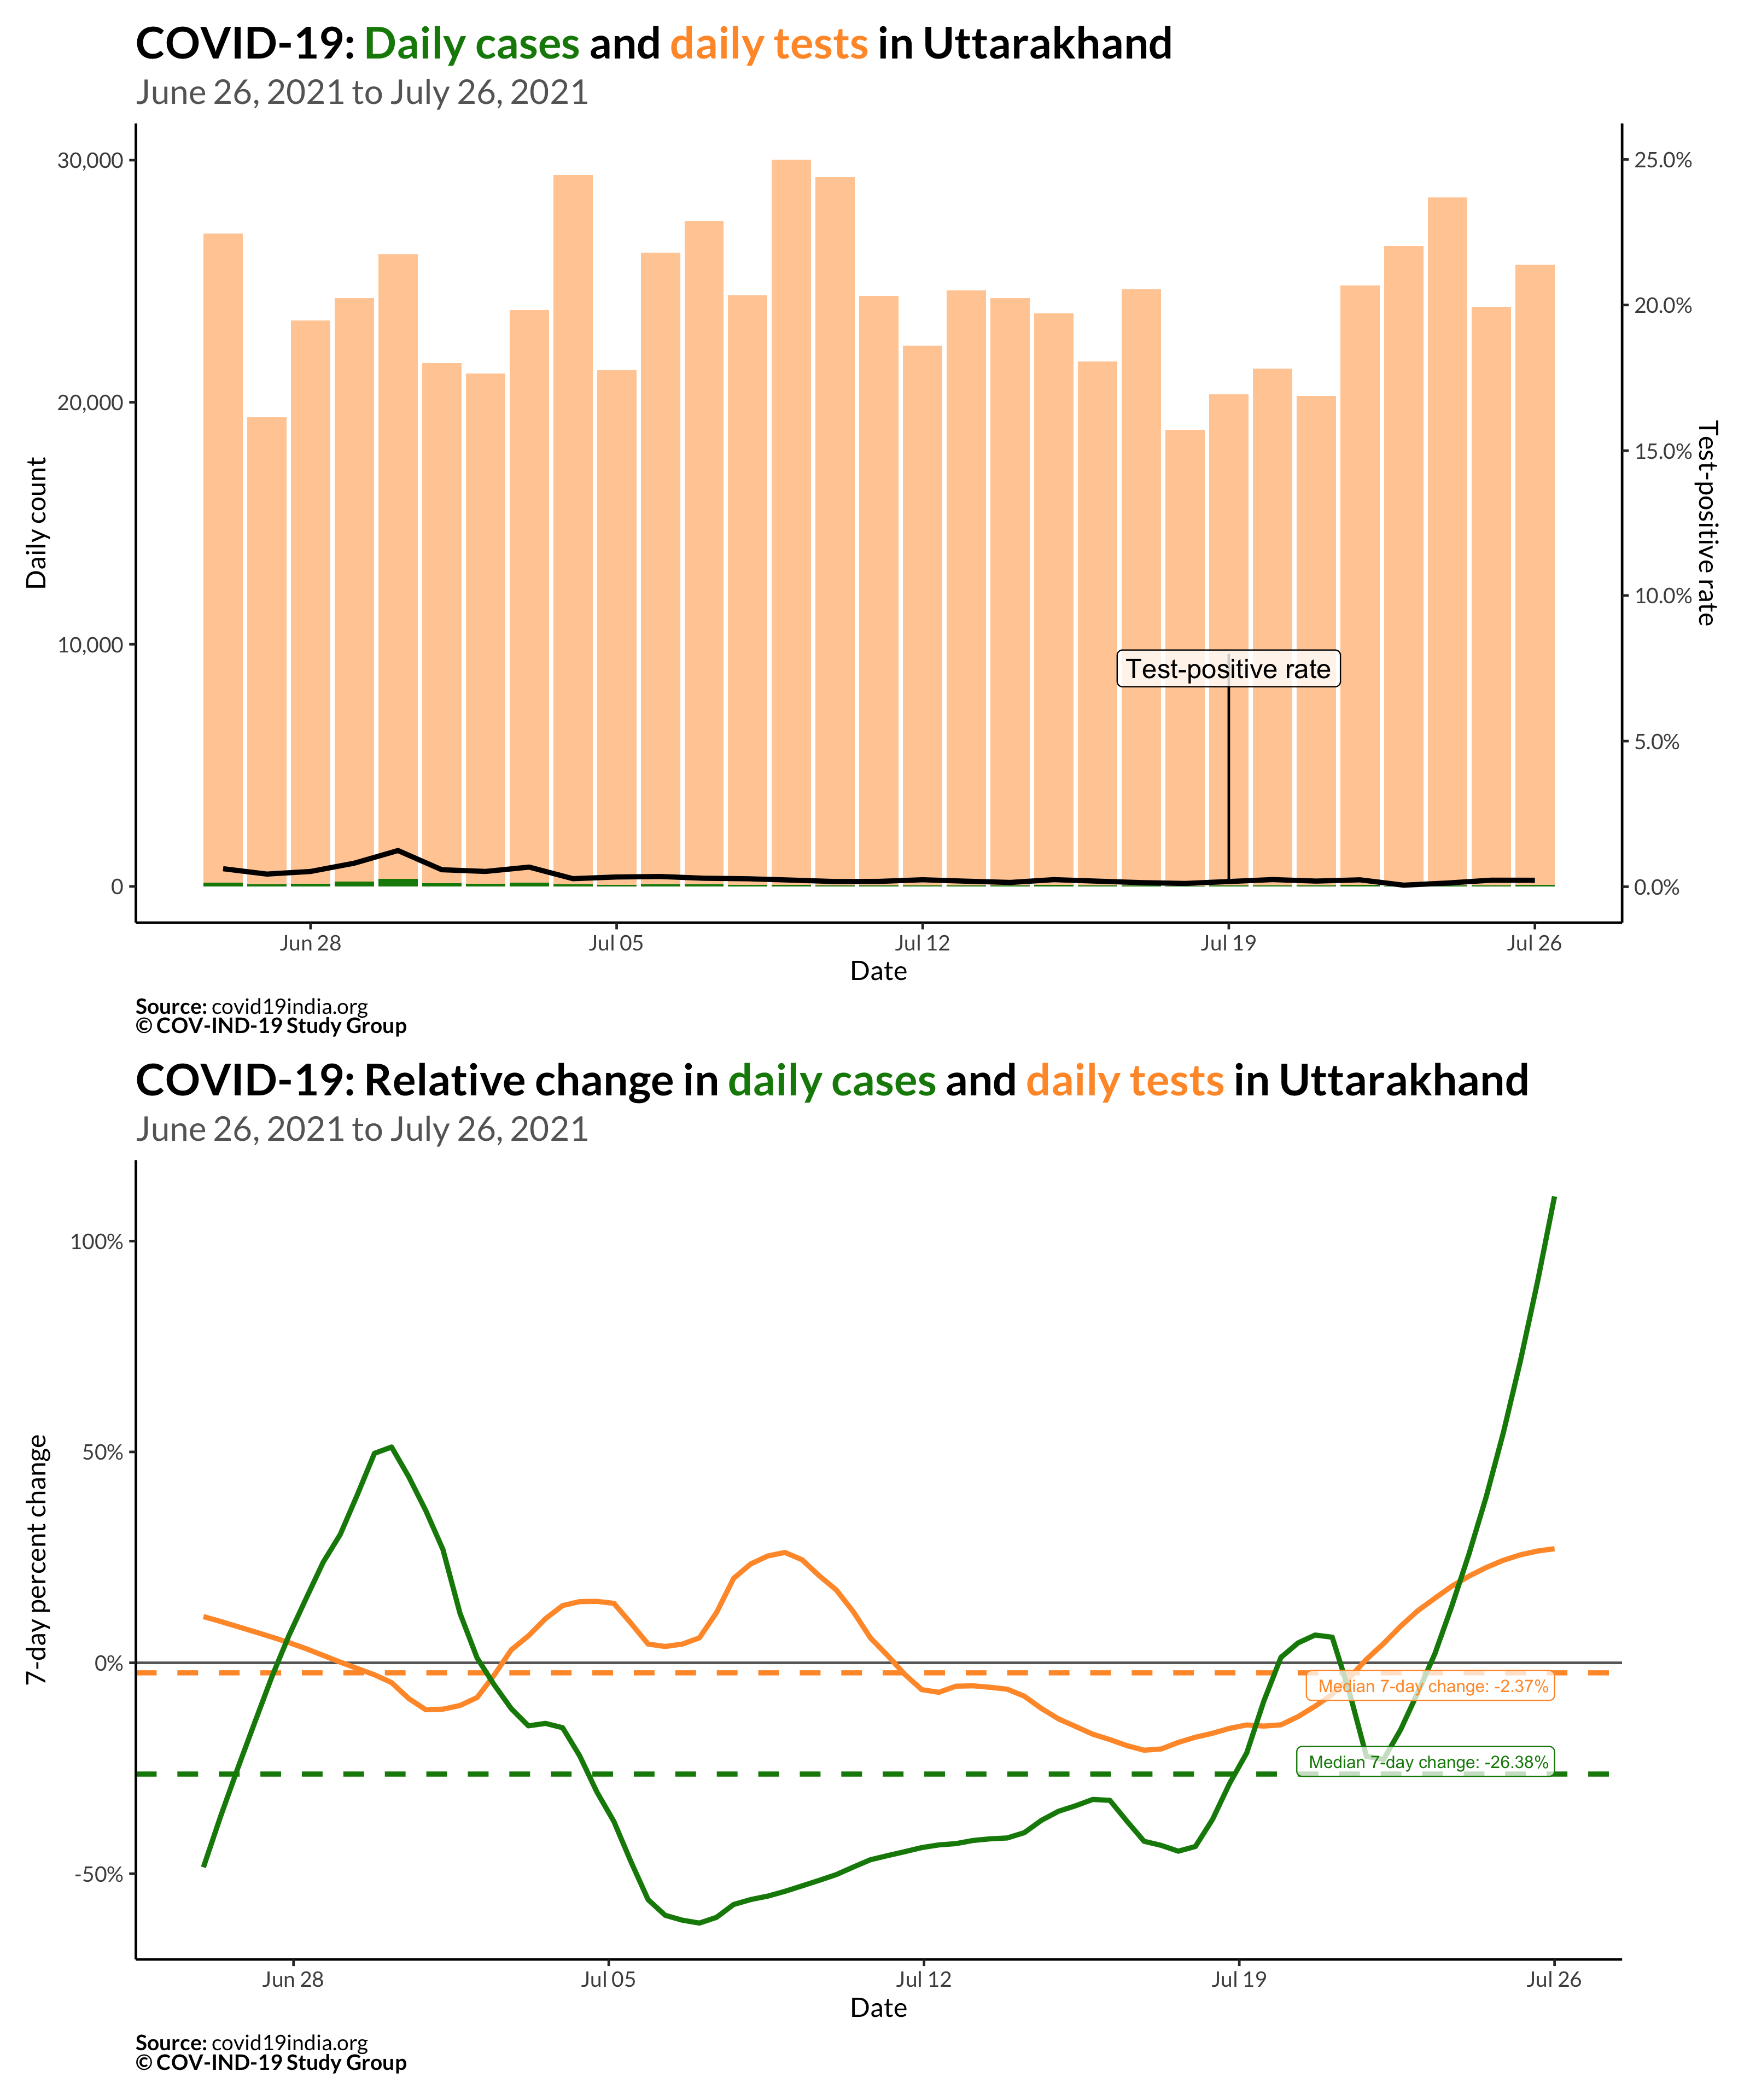 COVID-19: Daily cases and daily tests in Uttarakhand
June 26, 2021 to July 26, 2021
30,000
20,000
10,000
0
Daily count
25.0%
20.0%
15.0%
10.0%
5.0%
0.0%
Test-positive rate
Test-positive rate
Jun 28
Jul 05
Jul 12
Jul 19
Jul 26
Date
Source: covid19india.org
© COV-IND-19 Study Group
COVID-19: Relative change in daily cases and daily tests in Uttarakhand
June 26, 2021 to July 26, 2021
100%
50%
0%
-50%
7-day percent change
Median 7-day change: -2.37%
Median 7-day change: -26.38%
Jun 28
Jul 05
Jul 12
Jul 19
Jul 26
Date
Source: covid19india.org
© COV-IND-19 Study Group